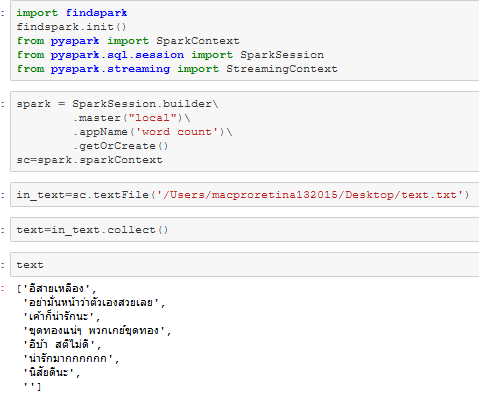 : import findspark
findspark.init()
from pyspark import SparkContext
from pyspark.sql.session import SparkSession
from pyspark.streaming import StreamingContext
: spark = SparkSession.builder\
.master("local")\
.appName('word count')\
.getOrCreate()
sc=spark.sparkContext
: in_text=sc.textFile('/Users/macproretina132015/Desktop/text.txt')
: text=in_text.collect()
: text
: ['อีสายเหลือง',
'อย่ามั่นหน้าว่าตัวเองสวยเลย',
'เค้าก็น่ารักนะ',
'ขุดทองแน่ๆ พวกเกย์ขุดทอง',
'อีบ้า สติไม่ดี',
'น่ารักมากกกกกก',
'นิสัยดีนะ',
'']